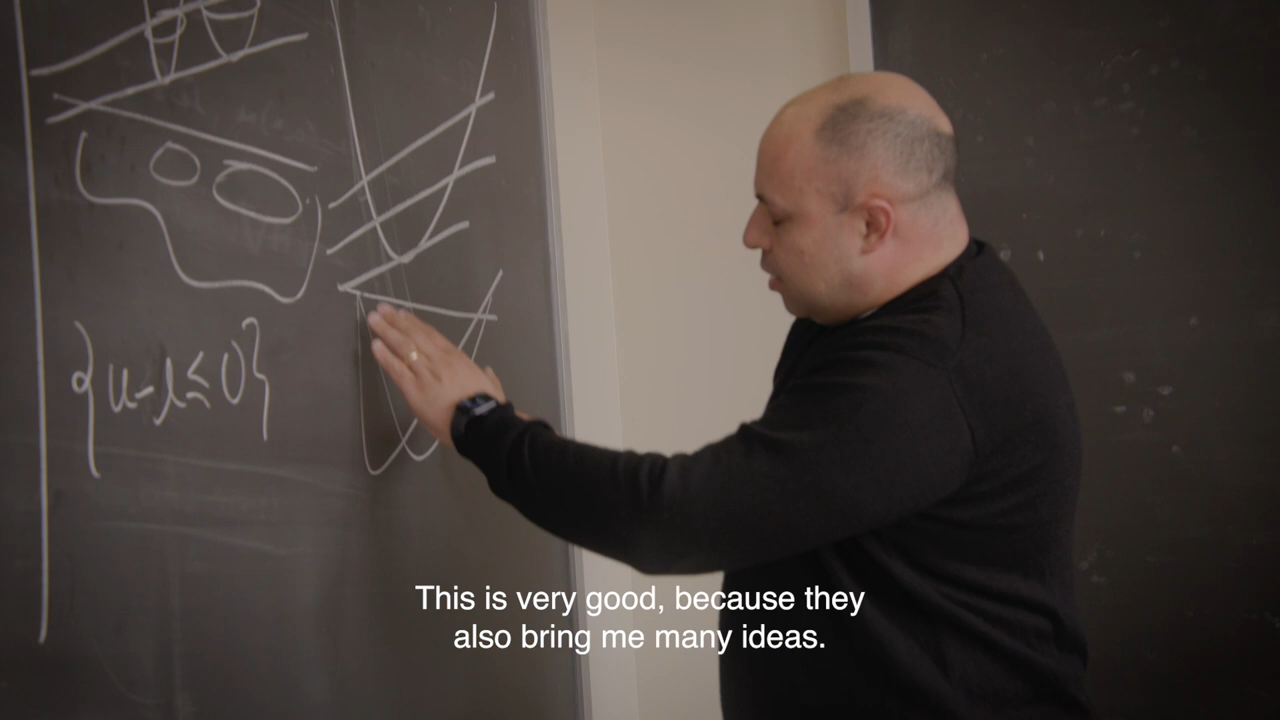 {u-l≤0}
This is very good, because they
also bring me many ideas.